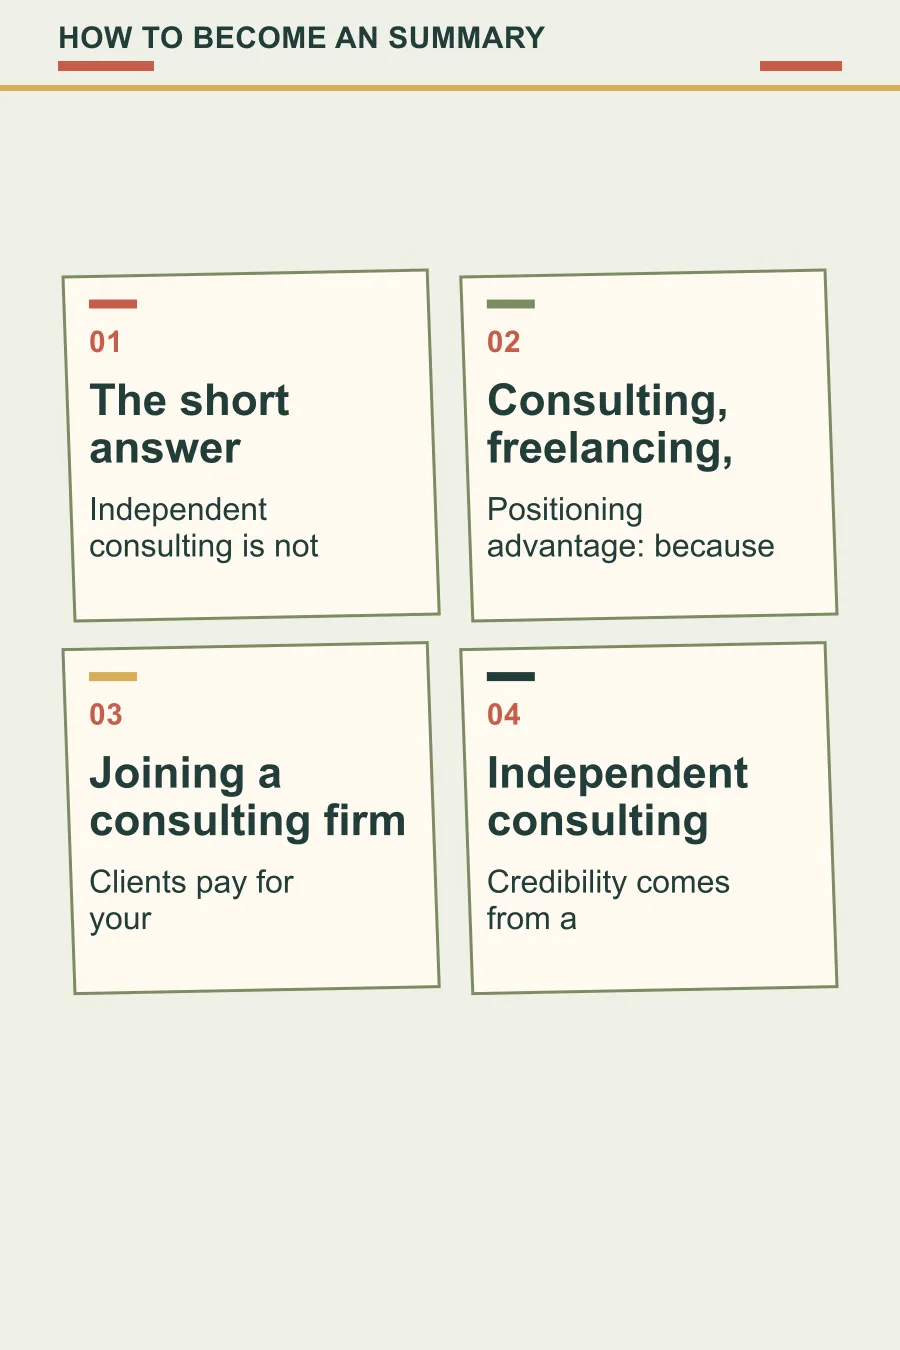 HOW TO BECOME AN SUMMARY
01
The short
answer
Independent
consulting is not
02
Consulting,
freelancing,
Positioning
advantage: because
03
Joining a
consulting firm
Clients pay for
your
04
Independent
consulting
Credibility comes
from a